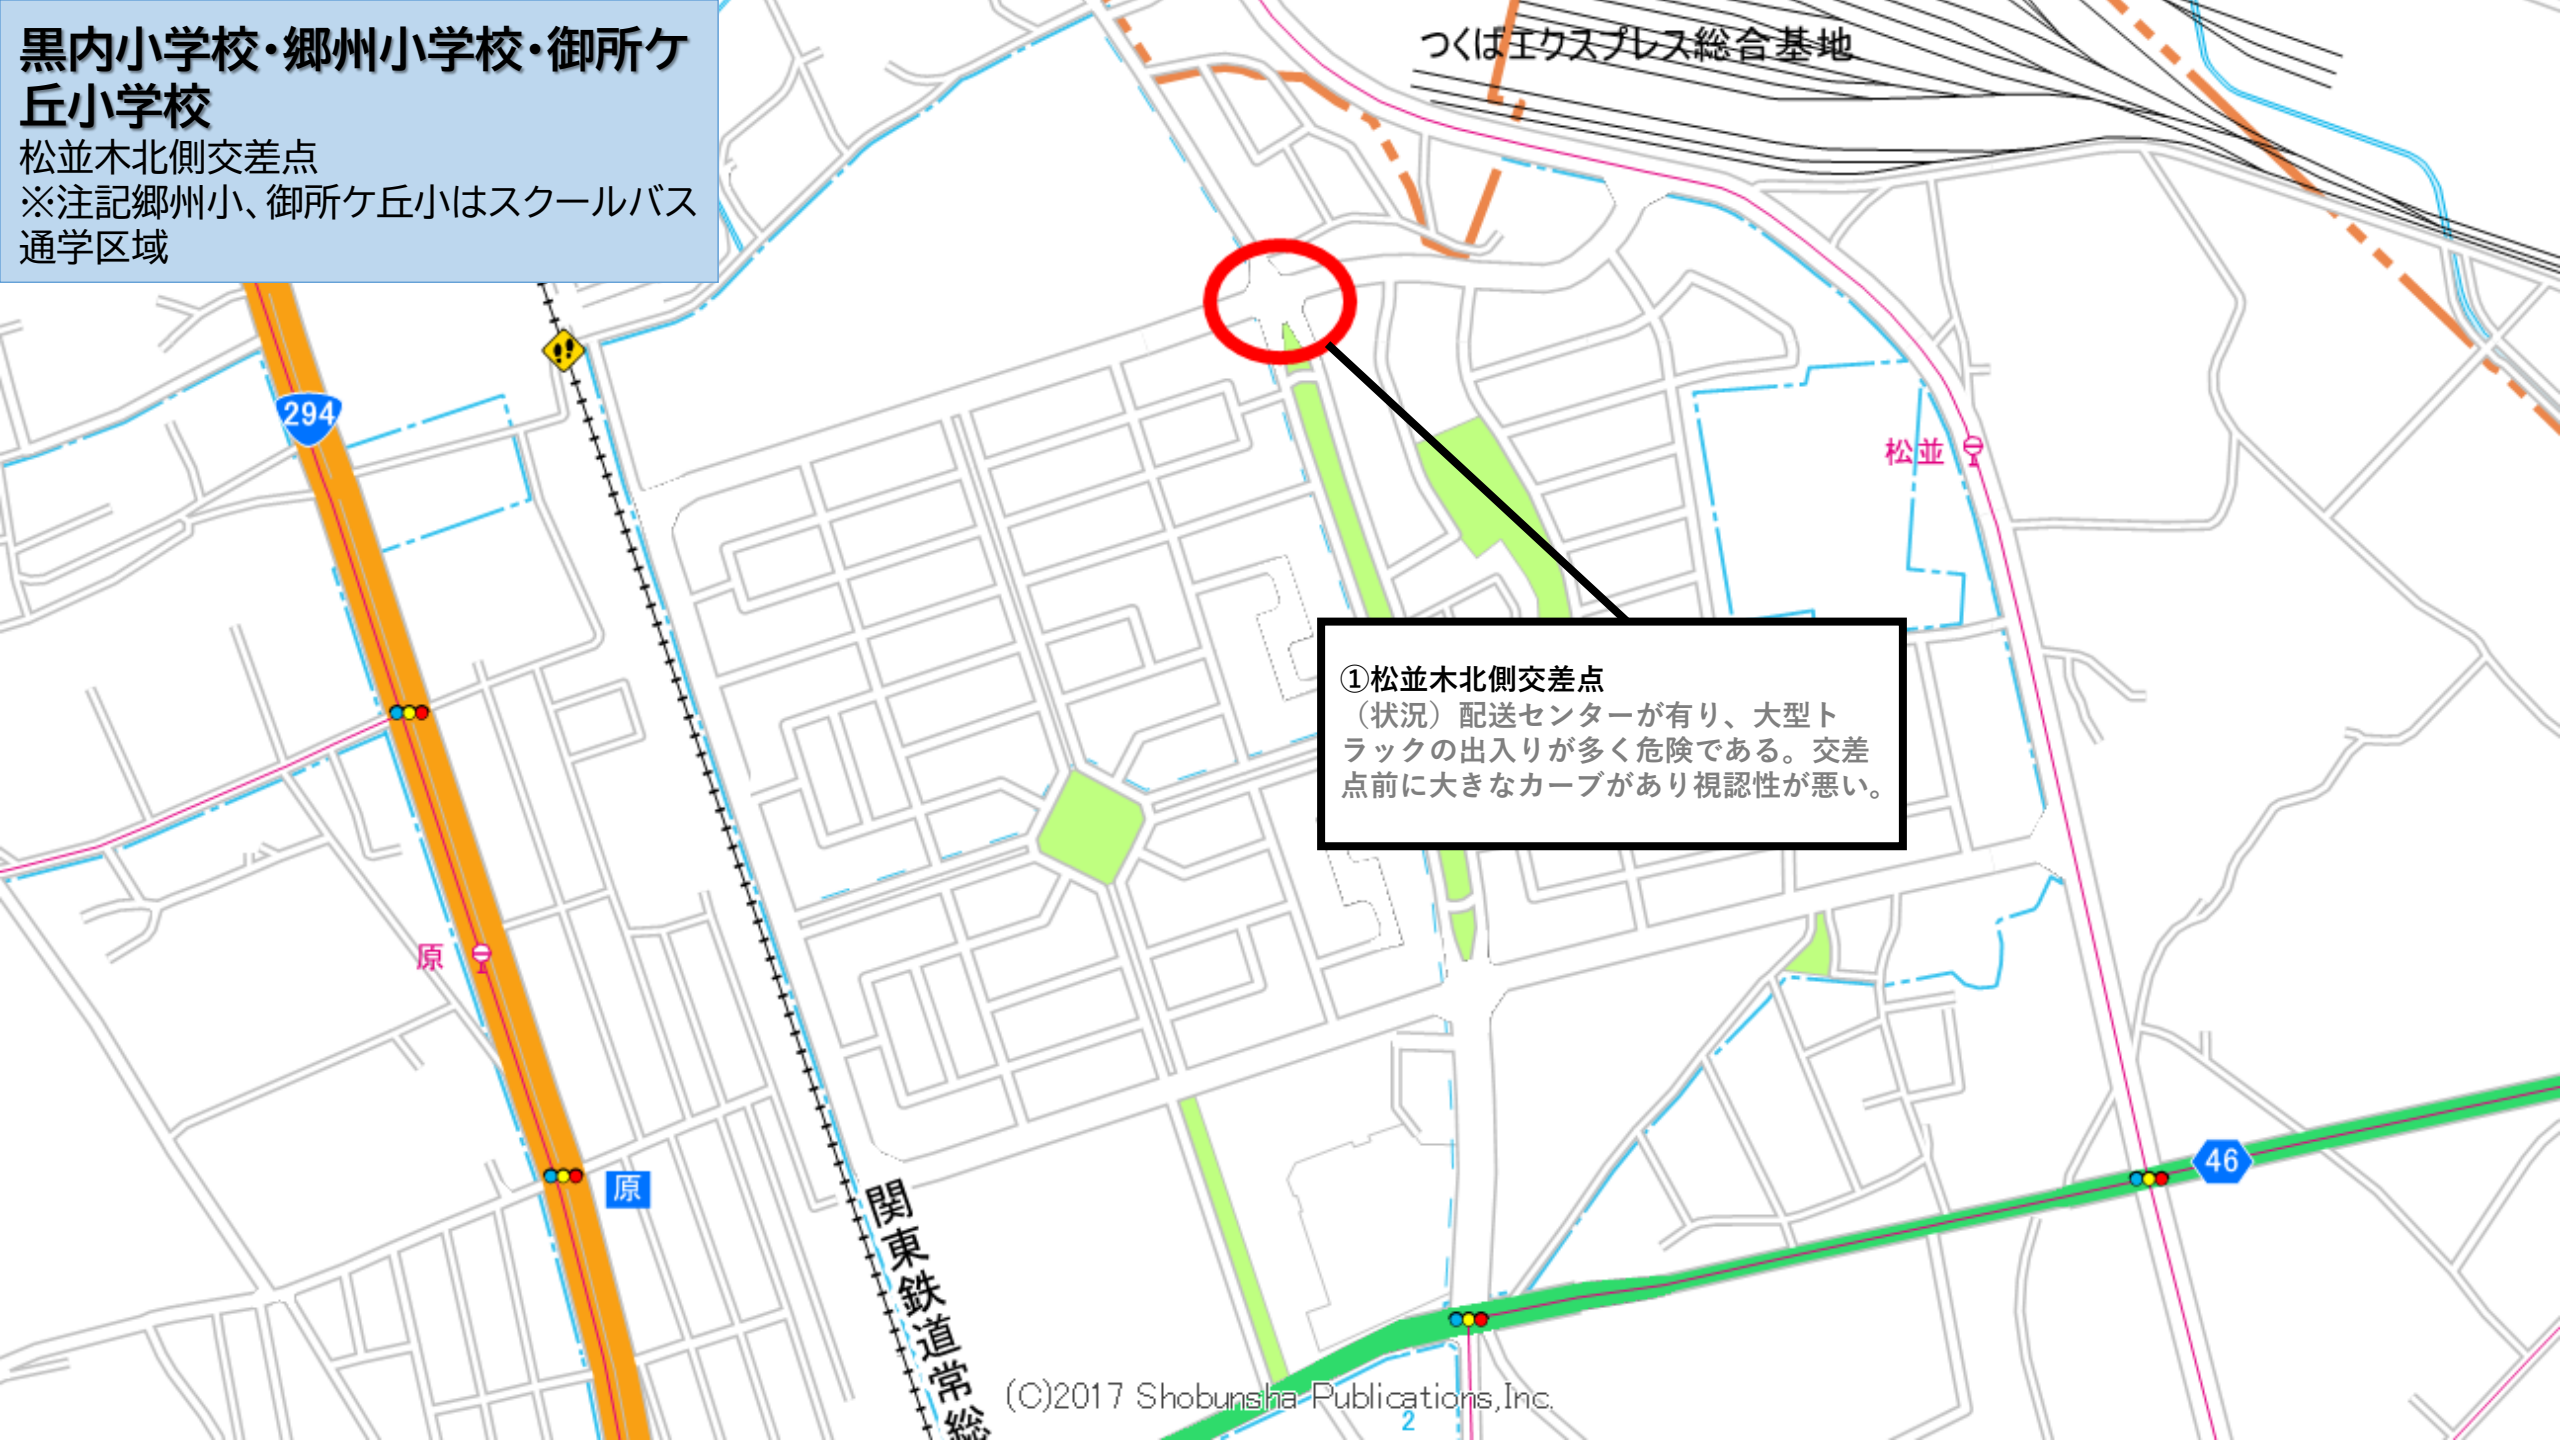 黒内小学校・郷州小学校・御所ケ
丘小学校
松並木北側交差点
※注記郷州小、御所ケ丘小はスクールバス
通学区域
つくばエクスプレス総合基地
294
松並
①松並木北側交差点
（状況）配送センターが有り、大型ト
ラックの出入りが多く危険である。交差
点前に大きなカーブがあり視認性が悪い。
原
原
46
関東鉄道常総
(C)2017 Shobunsha Publications,Inc.
2